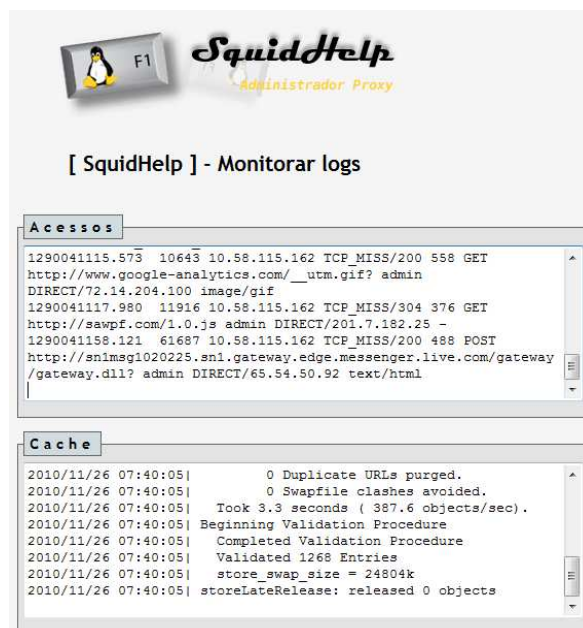 F1
SquidHelp
Administrador Proxy
[ SquidHelp ] - Monitorar logs
Acessos
1290041115.573  10643 10.58.115.162 TCP_MISS/200 558 GET
http://www.google-analytics.com/__utm.gif? admin
DIRECT/72.14.204.100 image/gif
1290041117.980  11916 10.58.115.162 TCP_MISS/304 376 GET
http://sawpf.com/1.0.js admin DIRECT/201.7.182.25 -
1290041158.121  61687 10.58.115.162 TCP_MISS/200 488 POST
http://sn1msg1020225.sn1.gateway.edge.messenger.live.com/gateway
/gateway.dll? admin DIRECT/65.54.50.92 text/html
Cache
2010/11/26 07:40:05|         0 Duplicate URLs purged.
2010/11/26 07:40:05|         0 Swapfile clashes avoided.
2010/11/26 07:40:05|   Took 3.3 seconds ( 387.6 objects/sec).
2010/11/26 07:40:05| Beginning Validation Procedure
2010/11/26 07:40:05|   Completed Validation Procedure
2010/11/26 07:40:05|   Validated 1268 Entries
2010/11/26 07:40:05|   store_swap_size = 24804k
2010/11/26 07:40:05| storeLateRelease: released 0 objects